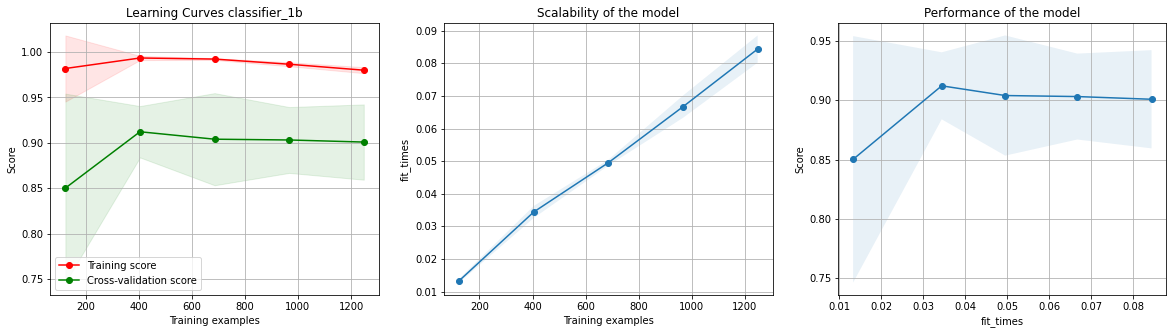 Learning Curves classifier_1b
1.00
0.95
0.90
0.85
0.80
0.75
Score
Training score
Cross-validation score
200 400 600 800 1000 1200
Training examples
Scalability of the model
0.09
0.08
0.07
0.06
0.05
0.04
0.03
0.02
0.01
fit_times
200 400 600 800 1000 1200
Training examples
Performance of the model
0.95
0.90
0.85
0.80
0.75
Score
0.01 0.02 0.03 0.04 0.05 0.06 0.07 0.08
fit_times